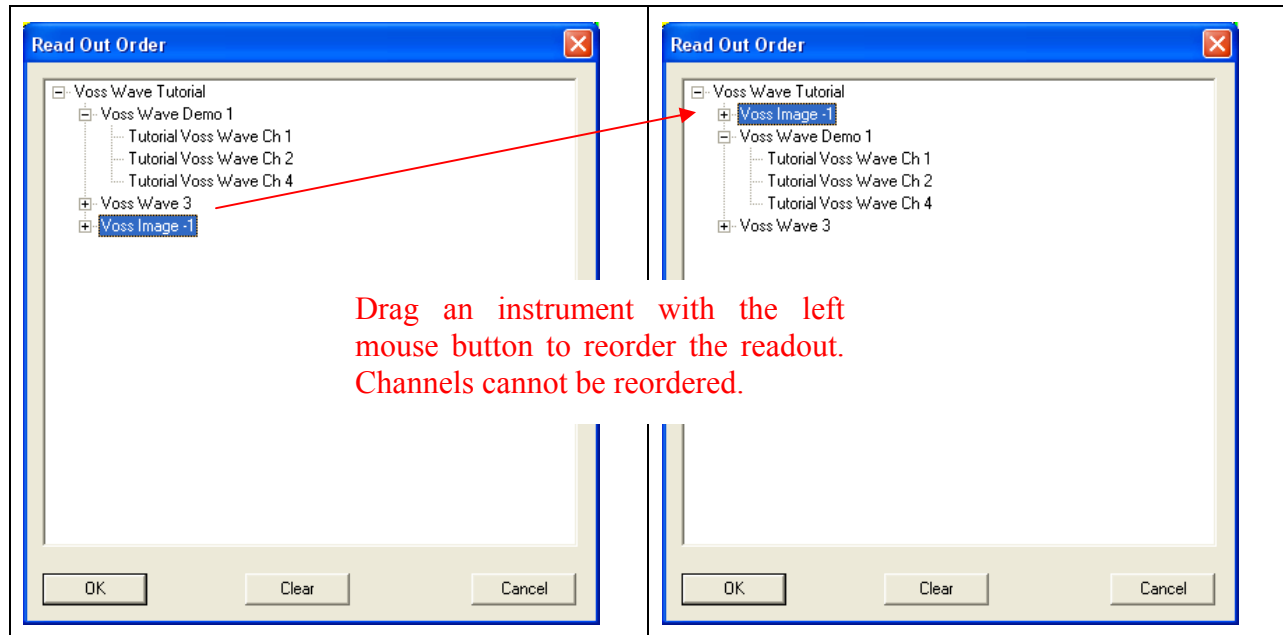 Read Out Order
Voss Wave Tutorial
Voss Wave Demo 1
Tutorial Voss Wave Ch 1
Tutorial Voss Wave Ch 2
Tutorial Voss Wave Ch 4
Voss Wave 3
Voss Image -1
OK
Clear
Cancel
Read Out Order
Voss Wave Tutorial
Voss Image -1
Voss Wave Demo 1
Tutorial Voss Wave Ch 1
Tutorial Voss Wave Ch 2
Tutorial Voss Wave Ch 4
Voss Wave 3
OK
Clear
Cancel
Drag an instrument with the left
mouse button to reorder the readout.
Channels cannot be reordered.